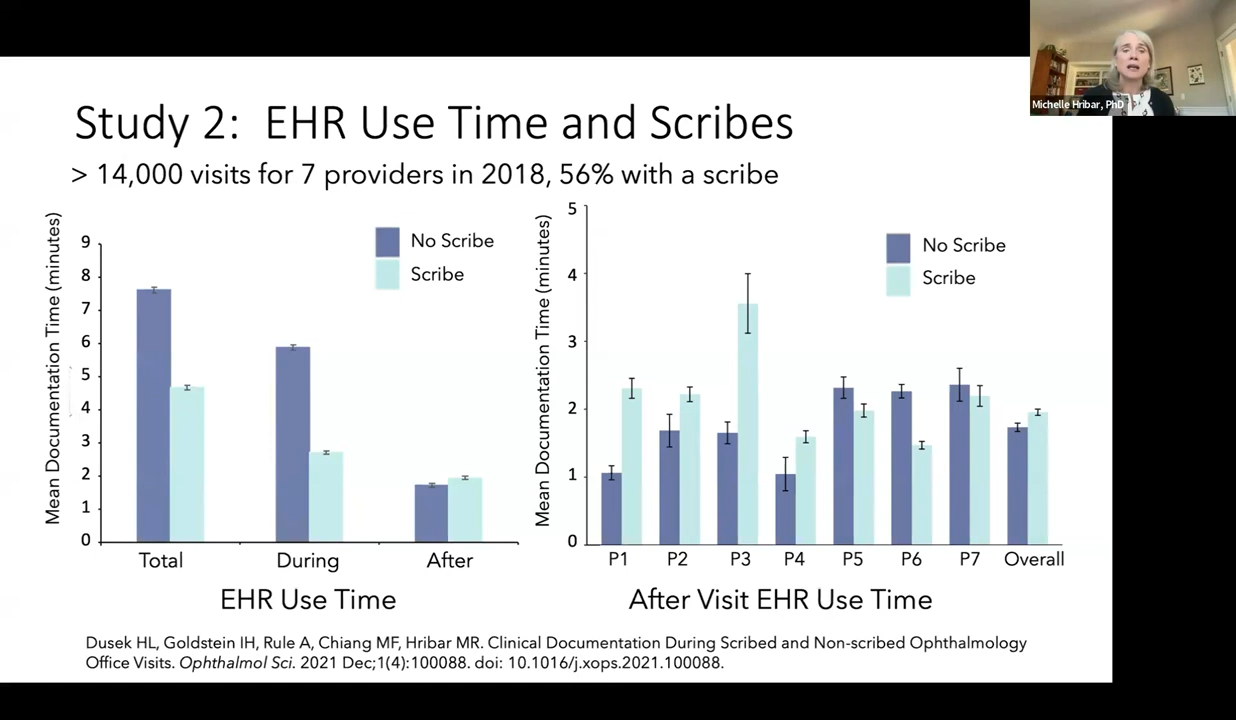 Michelle Hribar, PhD
Study 2:  EHR Use Time and Scribes
> 14,000 visits for 7 providers in 2018, 56% with a scribe
Mean Documentation Time (minutes)
9
8
7
6
5
4
3
2
1
0
No Scribe
Scribe
Total
During
After
EHR Use Time
Mean Documentation Time (minutes)
5
4
3
2
1
0
No Scribe
Scribe
P1
P2
P3
P4
P5
P6
P7
Overall
After Visit EHR Use Time
Dusek HL, Goldstein IH, Rule A, Chiang MF, Hribar MR. Clinical Documentation During Scribed and Non-scribed Ophthalmology
Office Visits. Ophthalmol Sci. 2021 Dec;1(4):100088. doi: 10.1016/j.xops.2021.100088.